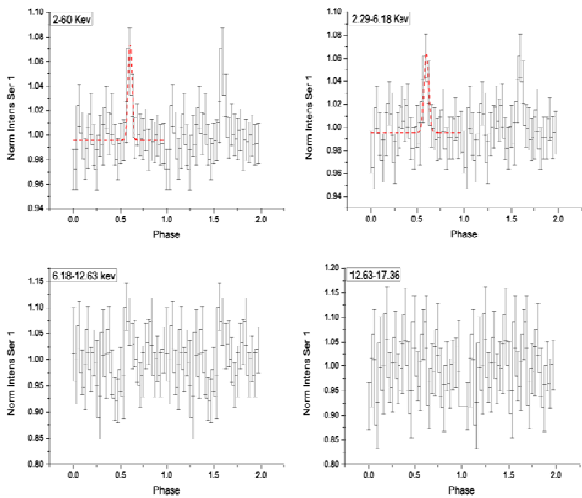 2-60 Kev
Norm Intens Ser 1
1.10
1.08
1.06
1.04
1.02
1.00
0.98
0.96
0.94
0.0 0.5 1.0 1.5 2.0
Phase
2.29-6.18 Kev
Norm Intens Ser 1
1.10
1.08
1.06
1.04
1.02
1.00
0.98
0.96
0.94
0.0 0.5 1.0 1.5 2.0
Phase
6.18-12.63 kev
Norm Intens Ser 1
1.15
1.10
1.05
1.00
0.95
0.90
0.85
0.80
0.0 0.5 1.0 1.5 2.0
Phase
12.63-17.36
Norm Intens Ser 1
1.20
1.15
1.10
1.05
1.00
0.95
0.90
0.85
0.80
0.0 0.5 1.0 1.5 2.0
Phase